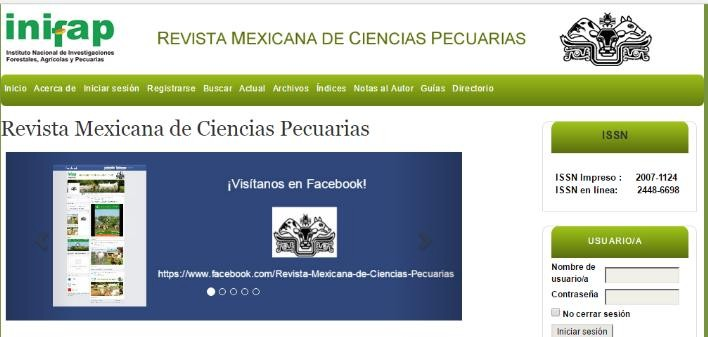 inifap
Instituto Nacional de Investigaciones
Forestales, Agrícolas y Pecuarias
REVISTA MEXICANA DE CIENCIAS PECUARIAS
Inicio Acerca de Iniciar sesión Registrarse Buscar Actual Archivos Índices Notas al Autor Guías Directorio
Revista Mexicana de Ciencias Pecuarias
¡Visítanos en Facebook!
https://www.facebook.com/Revista-Mexicana-de-Ciencias-Pecuarias
ISSN
ISSN Impreso : 2007-1124
ISSN en línea: 2448-6698
USUARIO/A
Nombre de
usuario/a
Contraseña
No cerrar sesión
Iniciar sesión